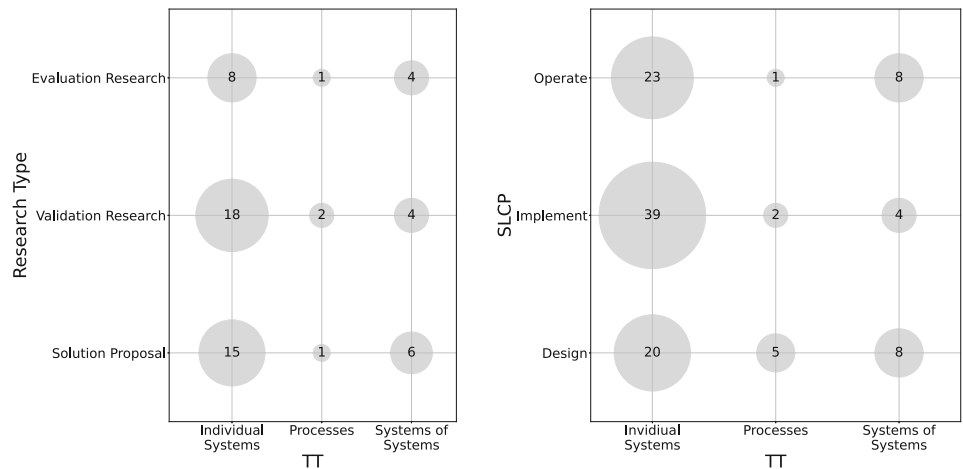 Research Type
Evaluation Research
8
1
4
Validation Research
18
2
4
Solution Proposal
15
1
6
Individual
Systems
Processes
Systems of
Systems
TT
SLCP
Operate
23
1
8
Implement
39
2
4
Design
20
5
8
Invidiual
Systems
Processes
Systems of
Systems
TT